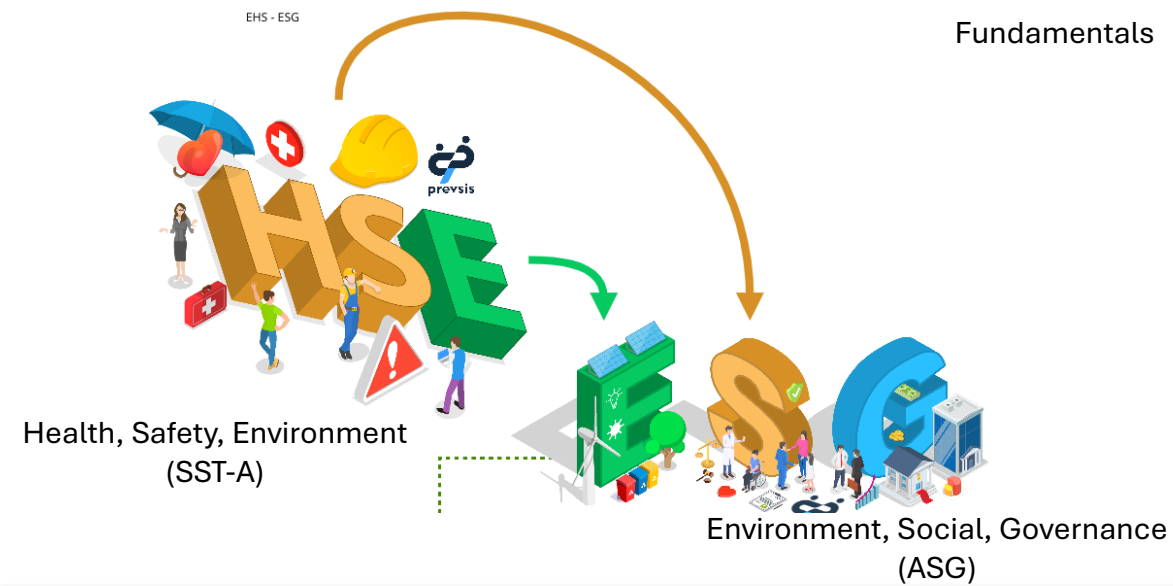 EHS - ESG
Fundamentals
prevsis
HSE
Health, Safety, Environment
(SST-A)
ESG
Environment, Social, Governance
(ASG)